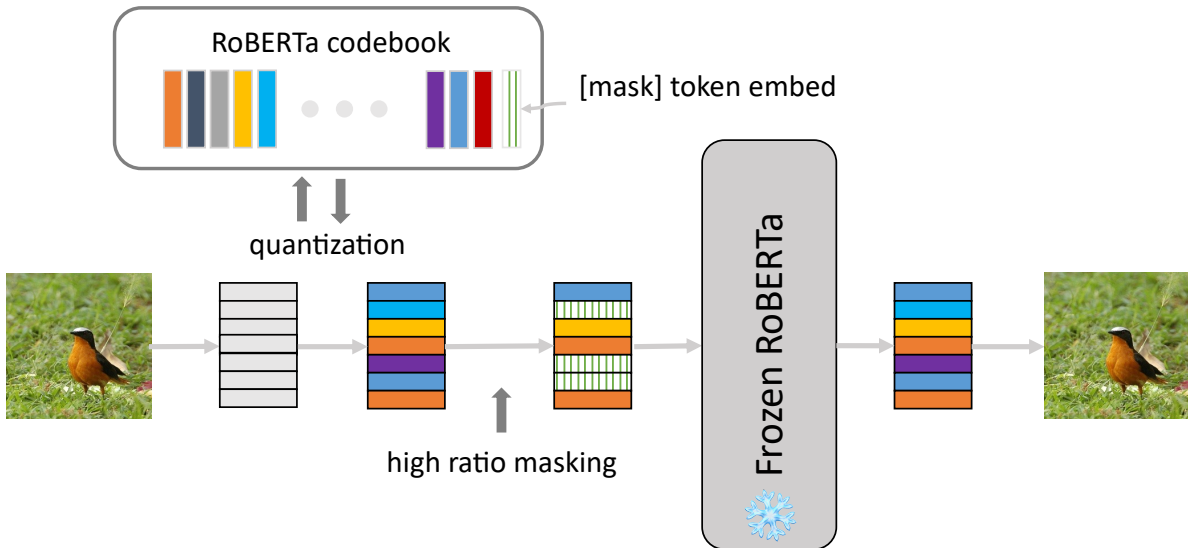 RoBERTa codebook
[mask] token embed
quantization
high ratio masking
Frozen RoBERTa